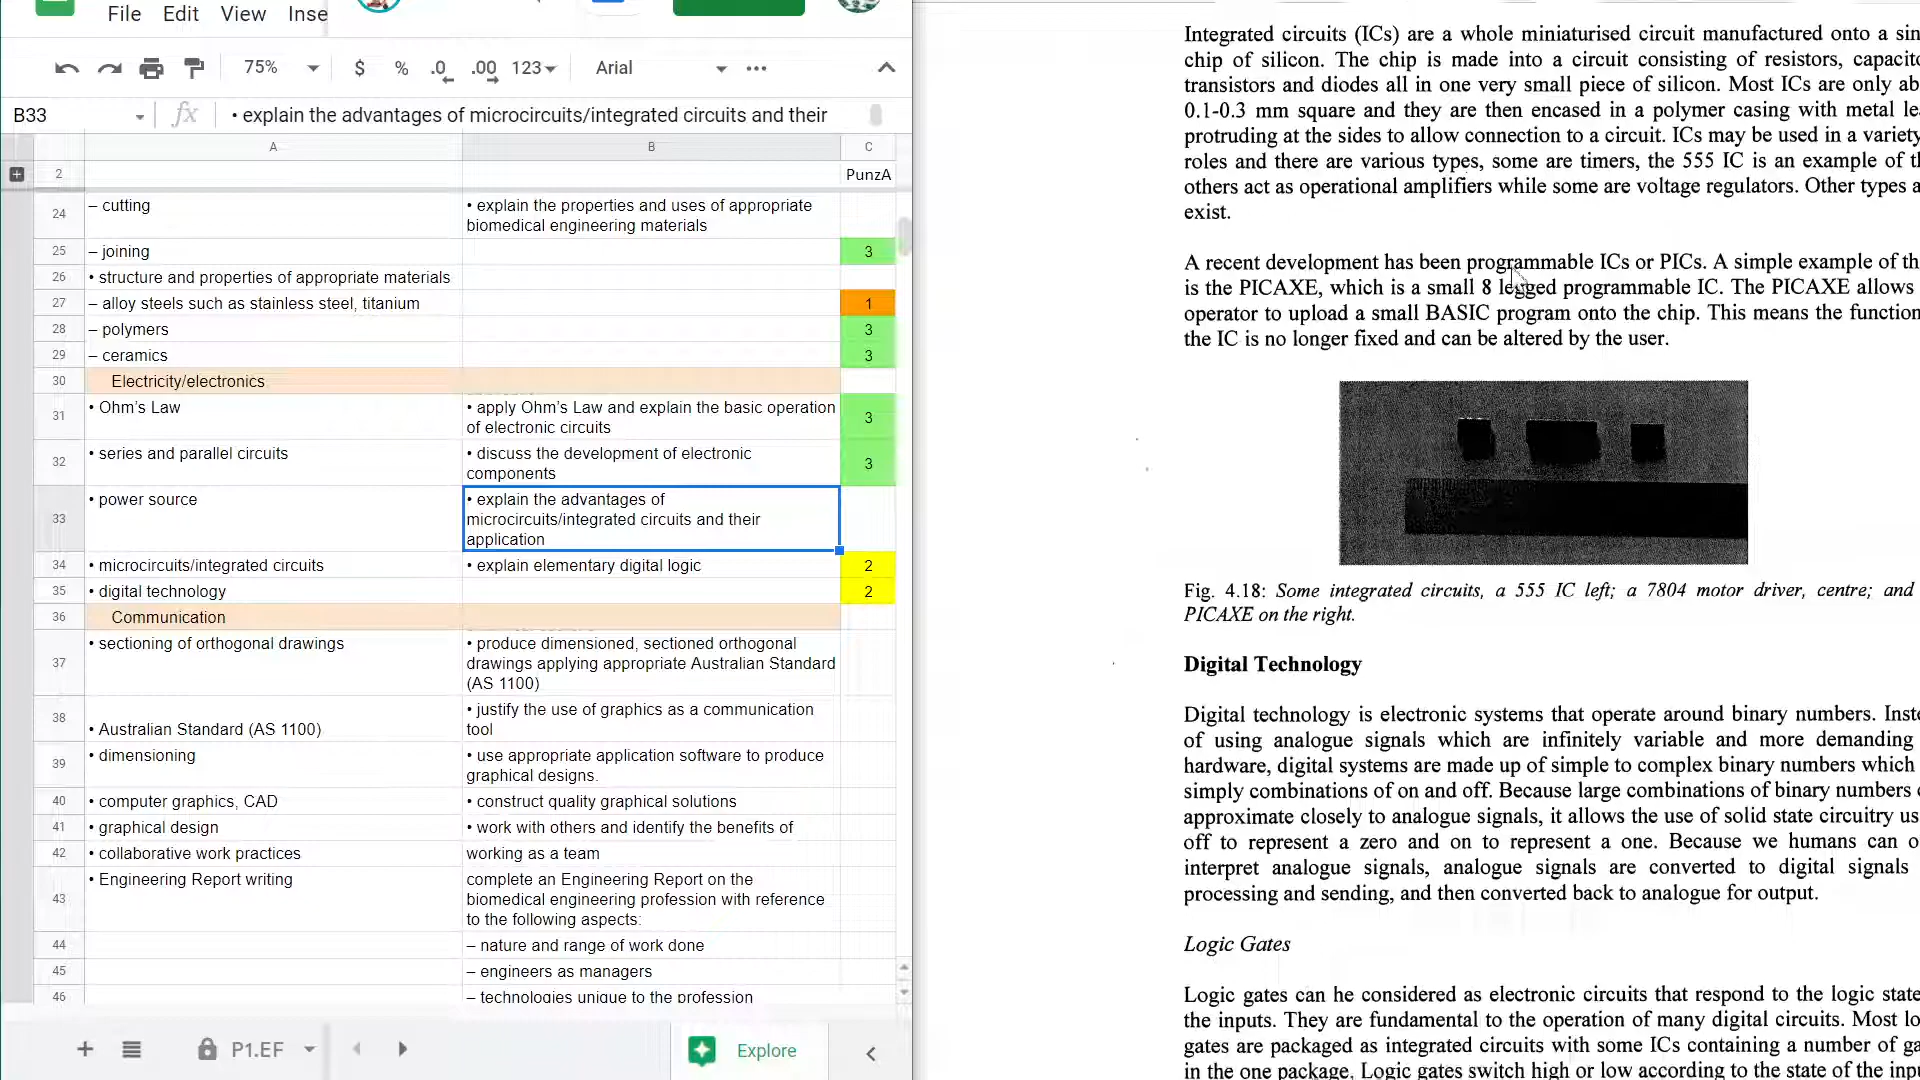 File Edit View Inse
75% $ % .0 .00 123 Arial
B33 fx • explain the advantages of microcircuits/integrated circuits and their
A B C
2 PunzA
24 – cutting • explain the properties and uses of appropriate
biomedical engineering materials
25 – joining 3
26 • structure and properties of appropriate materials
27 – alloy steels such as stainless steel, titanium 1
28 – polymers 3
29 – ceramics 3
30 Electricity/electronics
31 • Ohm's Law • apply Ohm's Law and explain the basic operation
of electronic circuits 3
32 • series and parallel circuits • discuss the development of electronic
components 3
33 • power source • explain the advantages of
microcircuits/integrated circuits and their
application
34 • microcircuits/integrated circuits • explain elementary digital logic 2
35 • digital technology 2
36 Communication
37 • sectioning of orthogonal drawings • produce dimensioned, sectioned orthogonal
drawings applying appropriate Australian Standard
(AS 1100)
38 • Australian Standard (AS 1100) • justify the use of graphics as a communication
tool
39 • dimensioning • use appropriate application software to produce
graphical designs.
40 • computer graphics, CAD • construct quality graphical solutions
41 • graphical design • work with others and identify the benefits of
42 • collaborative work practices working as a team
43 • Engineering Report writing complete an Engineering Report on the
biomedical engineering profession with reference
to the following aspects:
44 – nature and range of work done
45 – engineers as managers
46 – technologies unique to the profession
P1.EF Explore
Integrated circuits (ICs) are a whole miniaturised circuit manufactured onto a sin
chip of silicon. The chip is made into a circuit consisting of resistors, capacito
transistors and diodes all in one very small piece of silicon. Most ICs are only ab
0.1-0.3 mm square and they are then encased in a polymer casing with metal le
protruding at the sides to allow connection to a circuit. ICs may be used in a variety
roles and there are various types, some are timers, the 555 IC is an example of th
others act as operational amplifiers while some are voltage regulators. Other types a
exist.
A recent development has been programmable ICs or PICs. A simple example of th
is the PICAXE, which is a small 8 legged programmable IC. The PICAXE allows
operator to upload a small BASIC program onto the chip. This means the function
the IC is no longer fixed and can be altered by the user.
Fig. 4.18: Some integrated circuits, a 555 IC left; a 7804 motor driver, centre; and
PICAXE on the right.
Digital Technology
Digital technology is electronic systems that operate around binary numbers. Inste
of using analogue signals which are infinitely variable and more demanding
hardware, digital systems are made up of simple to complex binary numbers which
simply combinations of on and off. Because large combinations of binary numbers c
approximate closely to analogue signals, it allows the use of solid state circuitry us
off to represent a zero and on to represent a one. Because we humans can o
interpret analogue signals, analogue signals are converted to digital signals
processing and sending, and then converted back to analogue for output.
Logic Gates
Logic gates can he considered as electronic circuits that respond to the logic state
the inputs. They are fundamental to the operation of many digital circuits. Most lo
gates are packaged as integrated circuits with some ICs containing a number of ga
in the one package. Logic gates switch high or low according to the state of the inpu